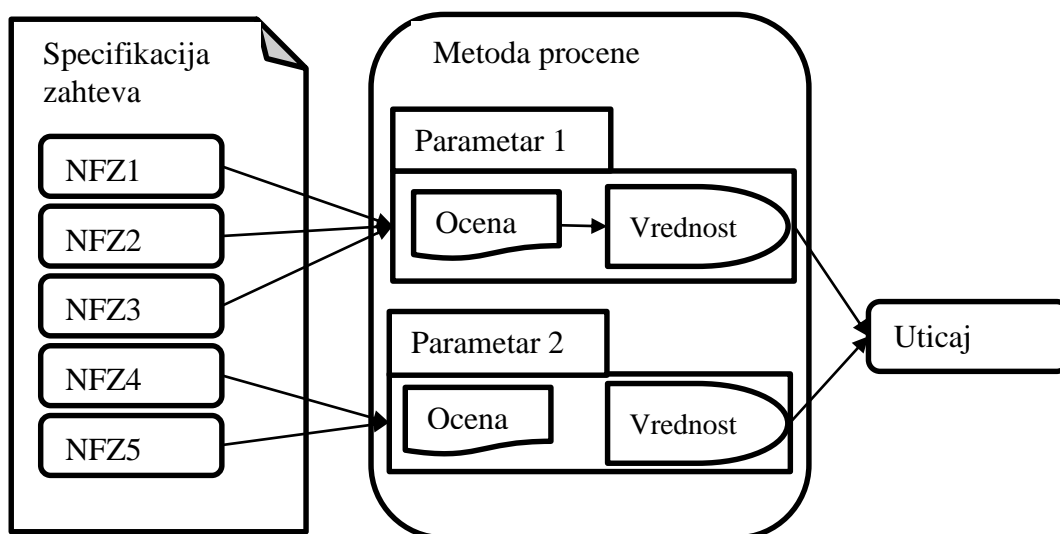 Specifikacija
zahteva
NFZ1
NFZ2
NFZ3
NFZ4
NFZ5
Metoda procene
Parametar 1
Ocena
Vrednost
Parametar 2
Ocena
Vrednost
Uticaj